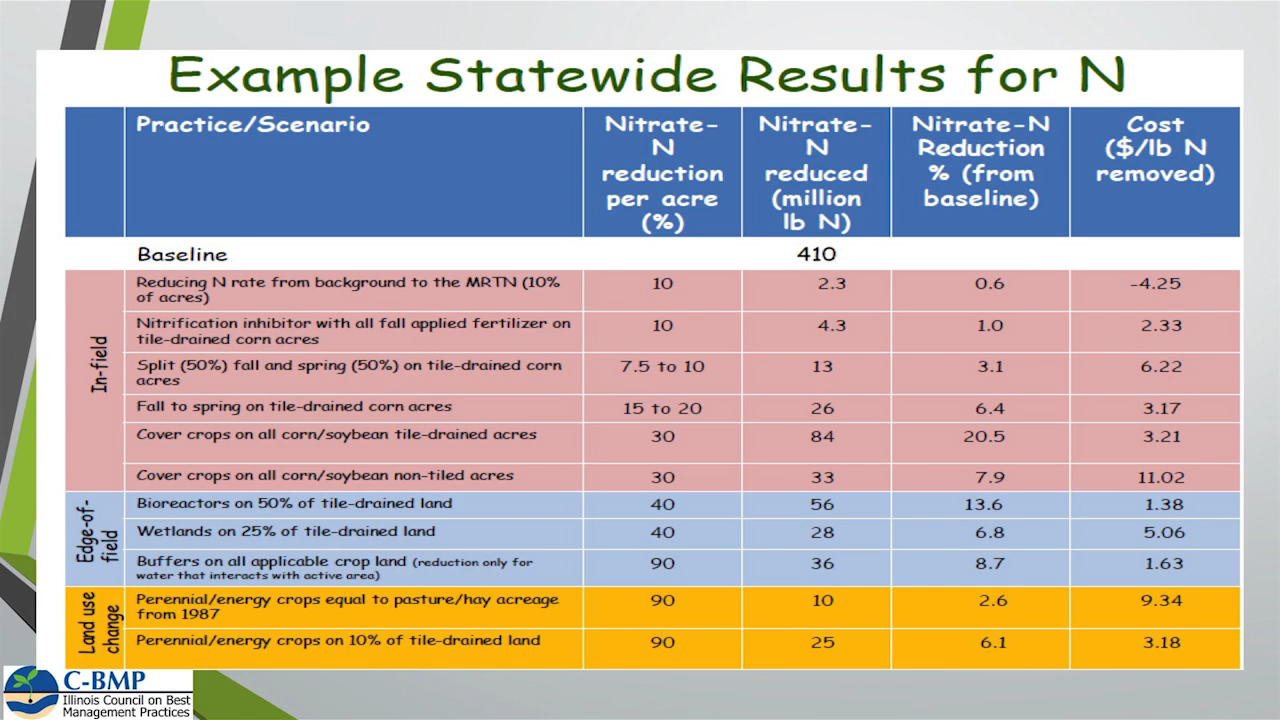 Example Statewide Results for N
Practice/Scenario
Nitrate-
N
reduction
per acre
(%)
Nitrate-
N
reduced
(million
lb N)
Nitrate-N
Reduction
% (from
baseline)
Cost
($/lb N
removed)
Baseline 410
In-field
Reducing N rate from background to the MRTN (10%
of acres)
10 2.3 0.6 -4.25
Nitrification inhibitor with all fall applied fertilizer on
tile-drained corn acres
10 4.3 1.0 2.33
Split (50%) fall and spring (50%) on tile-drained corn
acres
7.5 to 10 13 3.1 6.22
Fall to spring on tile-drained corn acres 15 to 20 26 6.4 3.17
Cover crops on all corn/soybean tile-drained acres 30 84 20.5 3.21
Cover crops on all corn/soybean non-tiled acres 30 33 7.9 11.02
Edge-of-
field
Bioreactors on 50% of tile-drained land 40 56 13.6 1.38
Wetlands on 25% of tile-drained land 40 28 6.8 5.06
Buffers on all applicable crop land (reduction only for
water that interacts with active area)
90 36 8.7 1.63
Land use
change
Perennial/energy crops equal to pasture/hay acreage
from 1987
90 10 2.6 9.34
Perennial/energy crops on 10% of tile-drained land 90 25 6.1 3.18
C-BMP
Illinois Council on Best
Management Practices